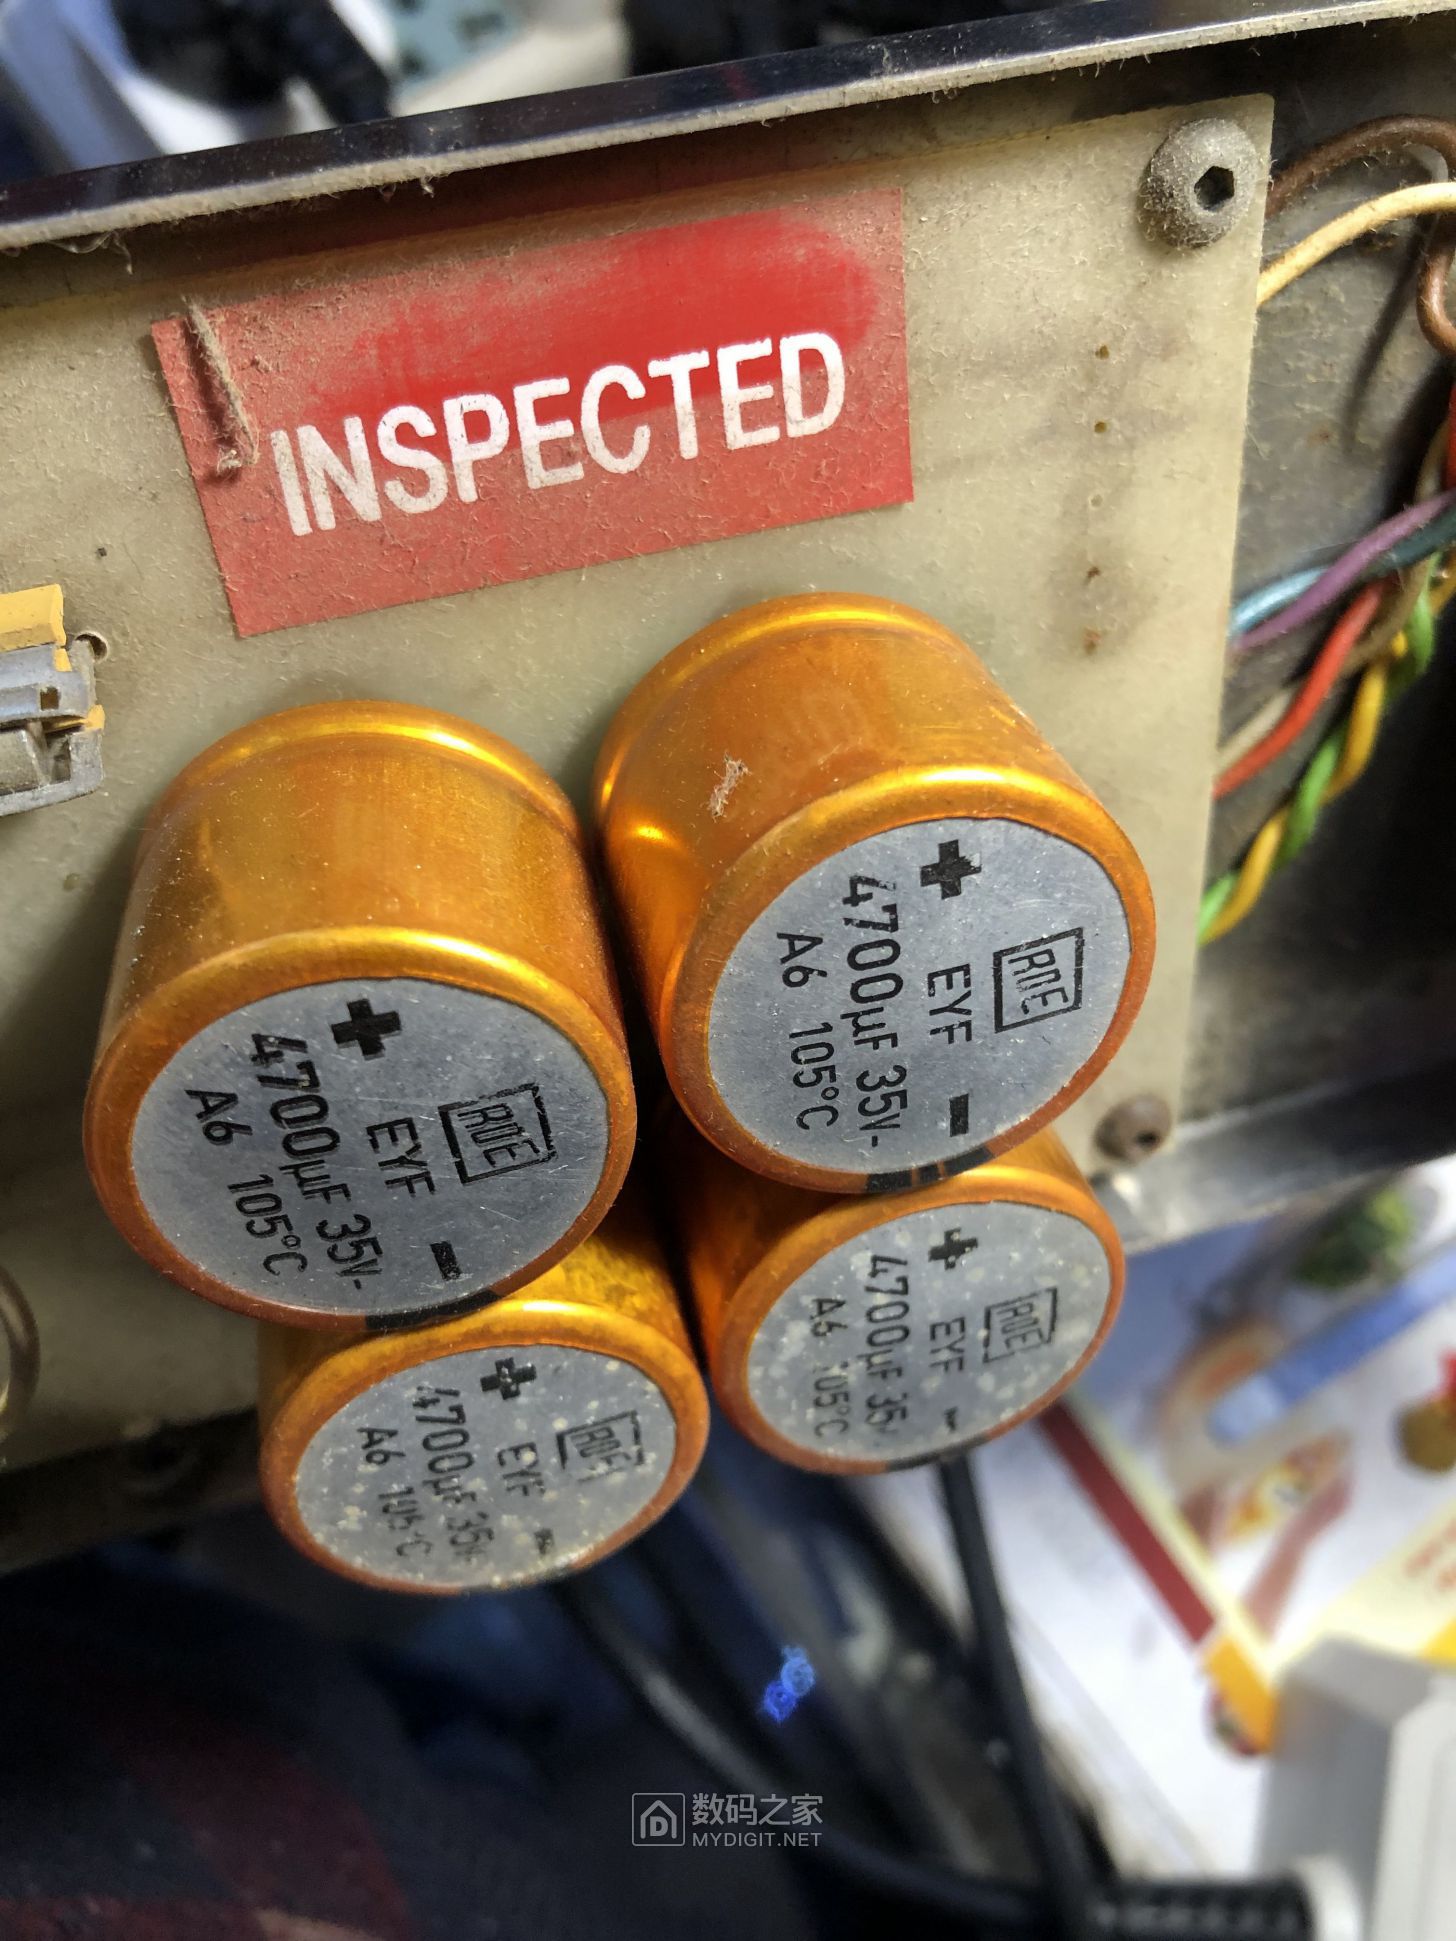 INSPECTED
ROE
EYF
4700µF 35V-
A6 105°C
+
-
ROE
EYF
4700µF 35V-
A6 105°C
+
-
ROE
EYF
4700µF 35V-
A6 105°C
+
-
ROE
EYF
4700µF 35V-
A6 105°C
+
-
数码之家
MYDIGIT.NET